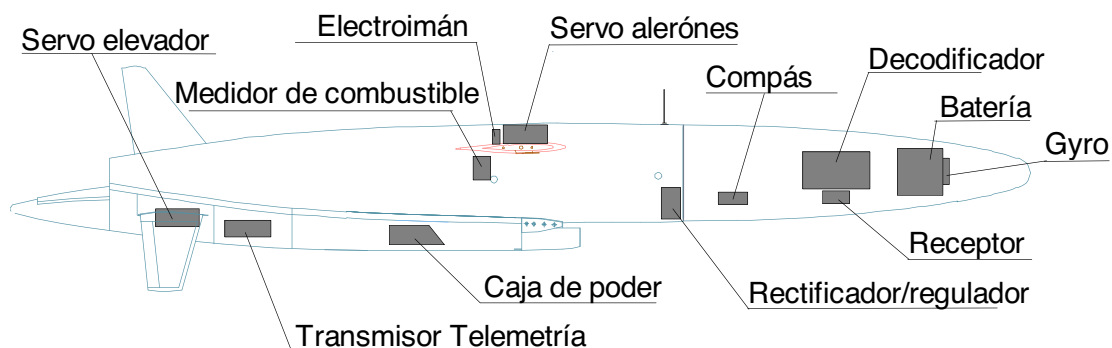 Electroimán
Servo alerónes
Servo elevador
Decodificador
Compás
Medidor de combustible
Batería
Gyro
Receptor
Caja de poder
Rectificador/regulador
Transmisor Telemetría